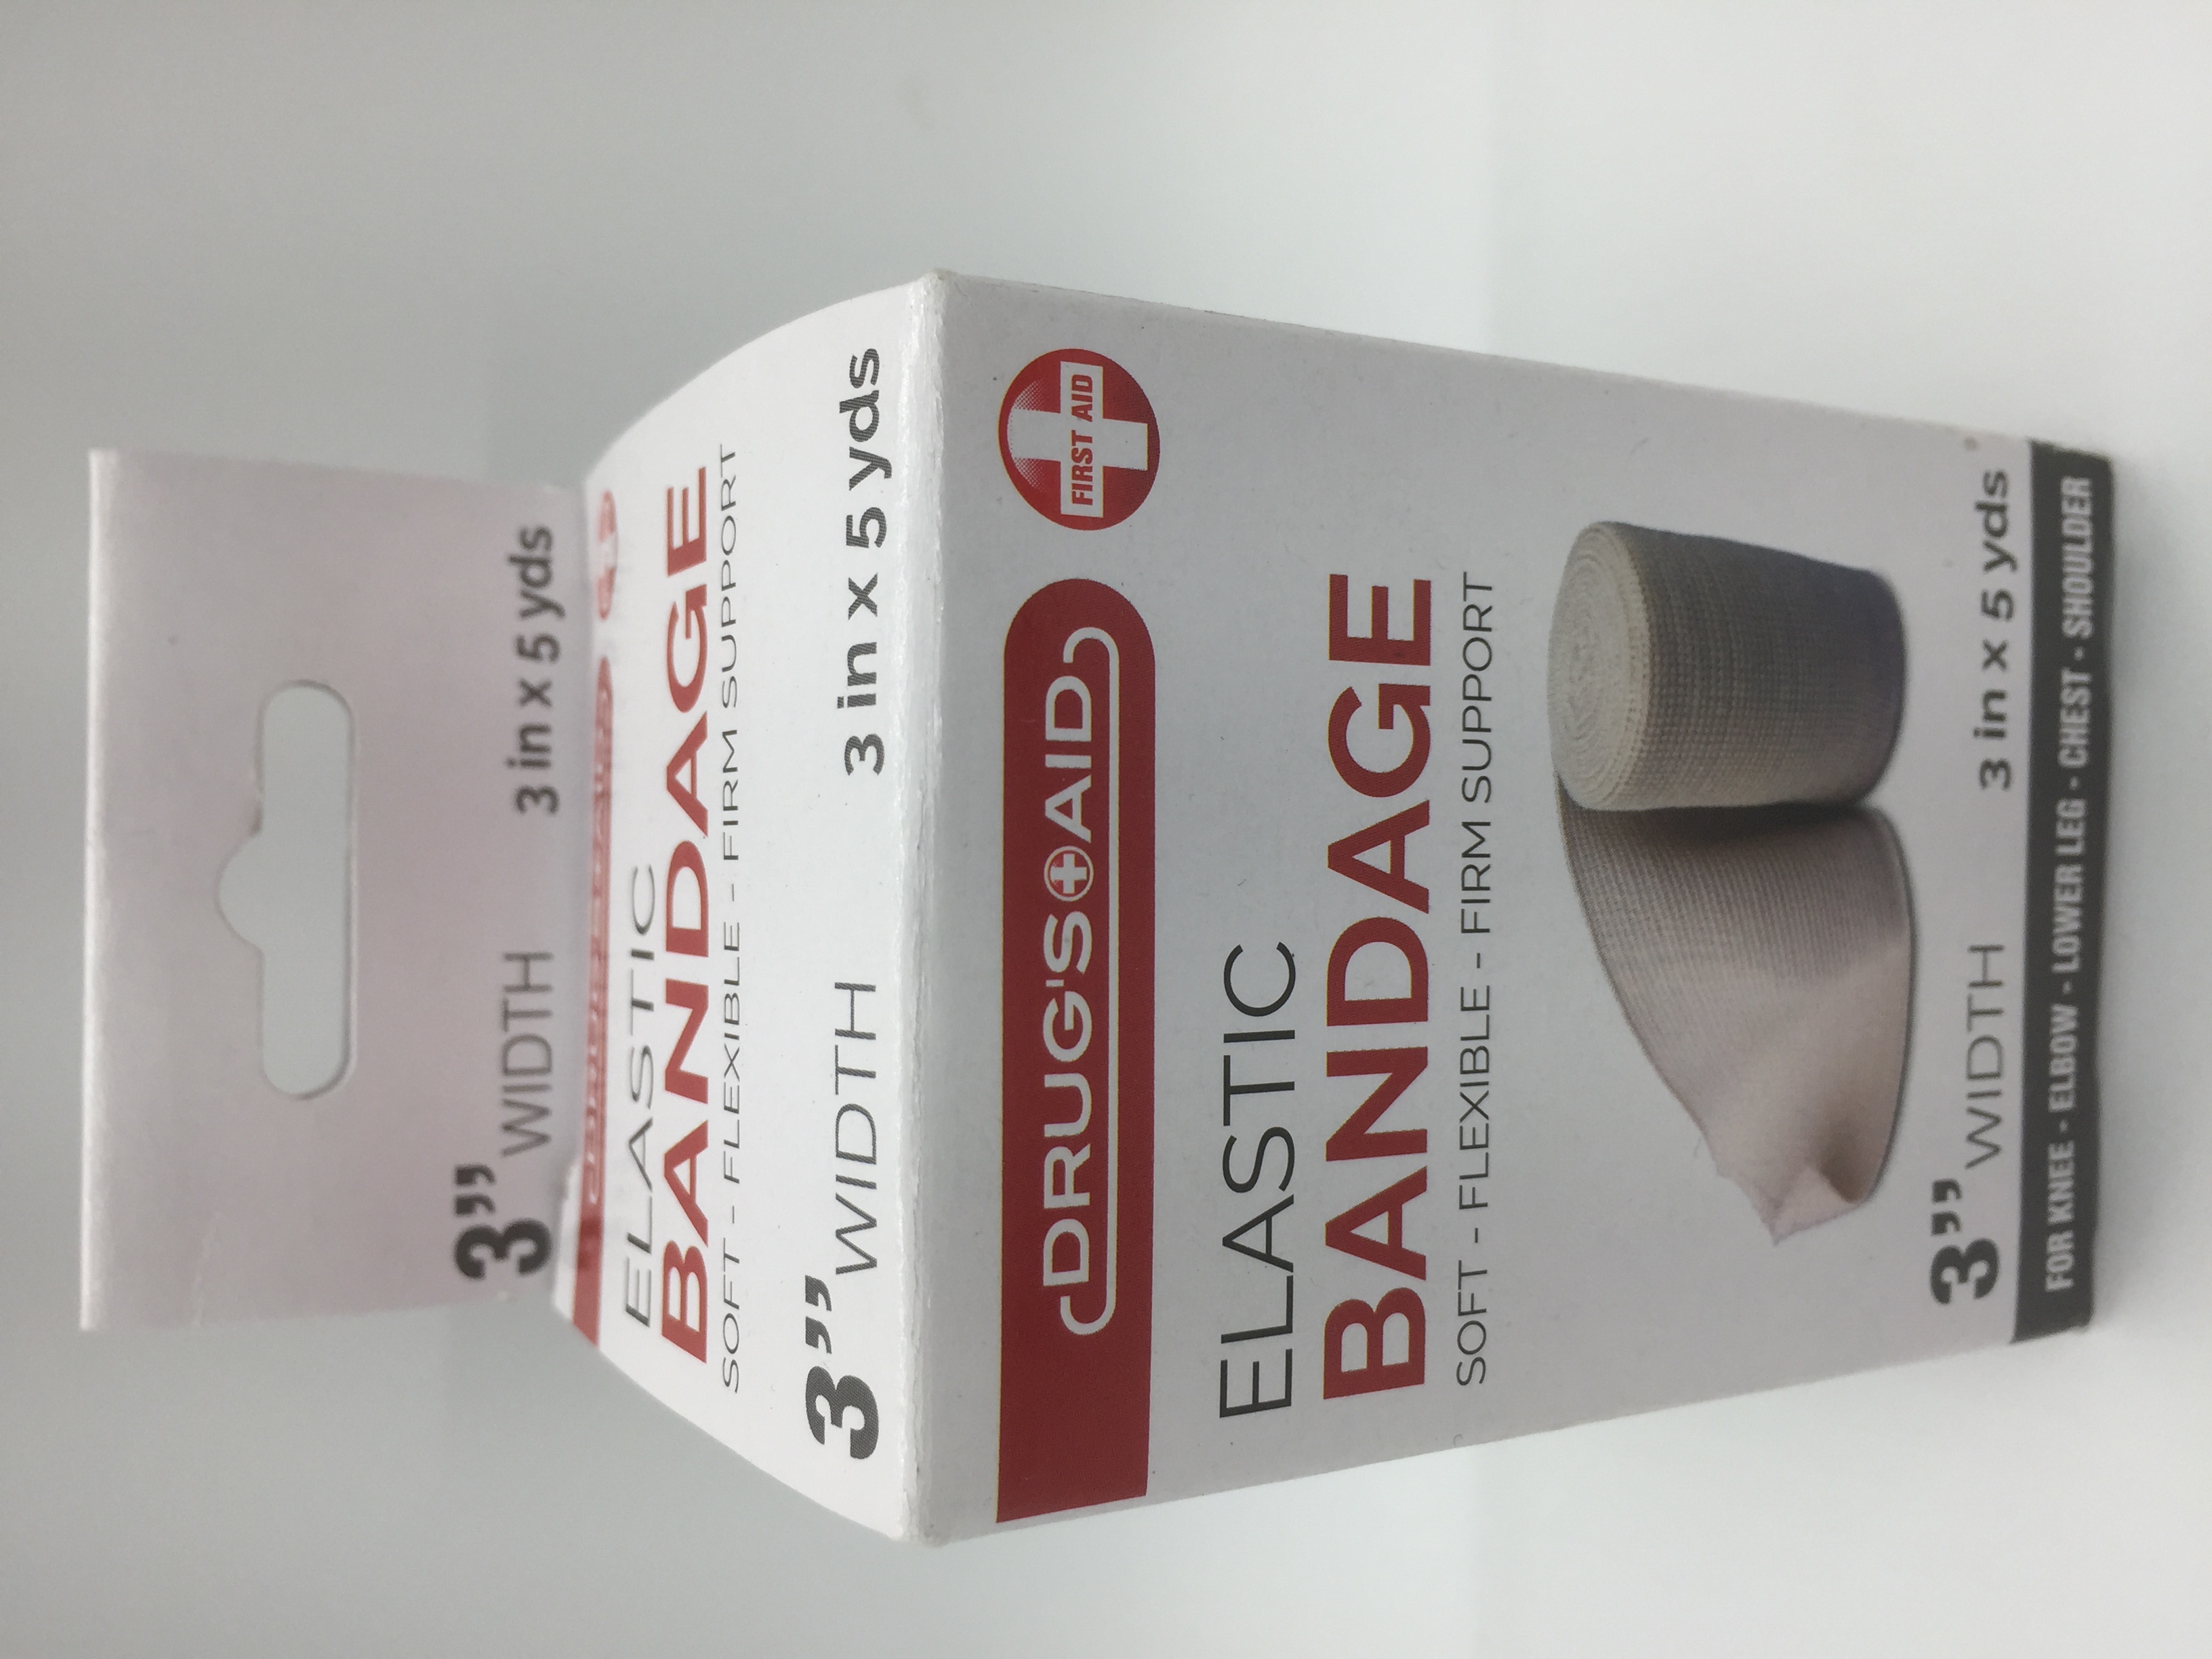 3” WIDTH 3 in x 5 yds
ELASTIC
BANDAGE
SOFT - FLEXIBLE - FIRM SUPPORT
3” WIDTH 3 in x 5 yds
DRUG'S AID
FIRST AID
ELASTIC
BANDAGE
SOFT - FLEXIBLE - FIRM SUPPORT
3” WIDTH 3 in x 5 yds
FOR KNEE - ELBOW - LOWER LEG - CHEST - SHOULDER